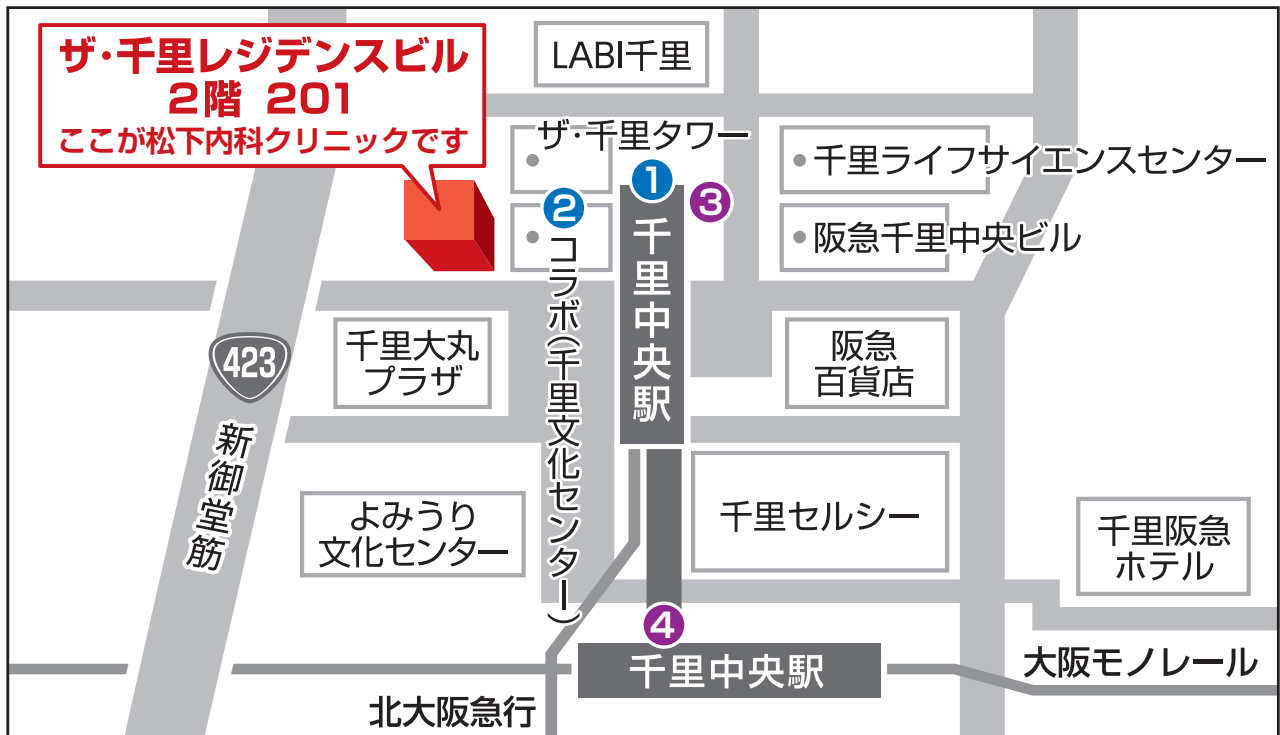 ザ・千里レジデンスビル
2階 201
ここが松下内科クリニックです
LABI千里
ザ・千里タワー
千里ライフサイエンスセンター
1
3
2
コラボ(千里文化センター)
千里中央駅
阪急千里中央ビル
千里大丸
プラザ
阪急
百貨店
423
新御堂筋
よみうり
文化センター
千里セルシー
千里阪急
ホテル
4
千里中央駅
大阪モノレール
北大阪急行